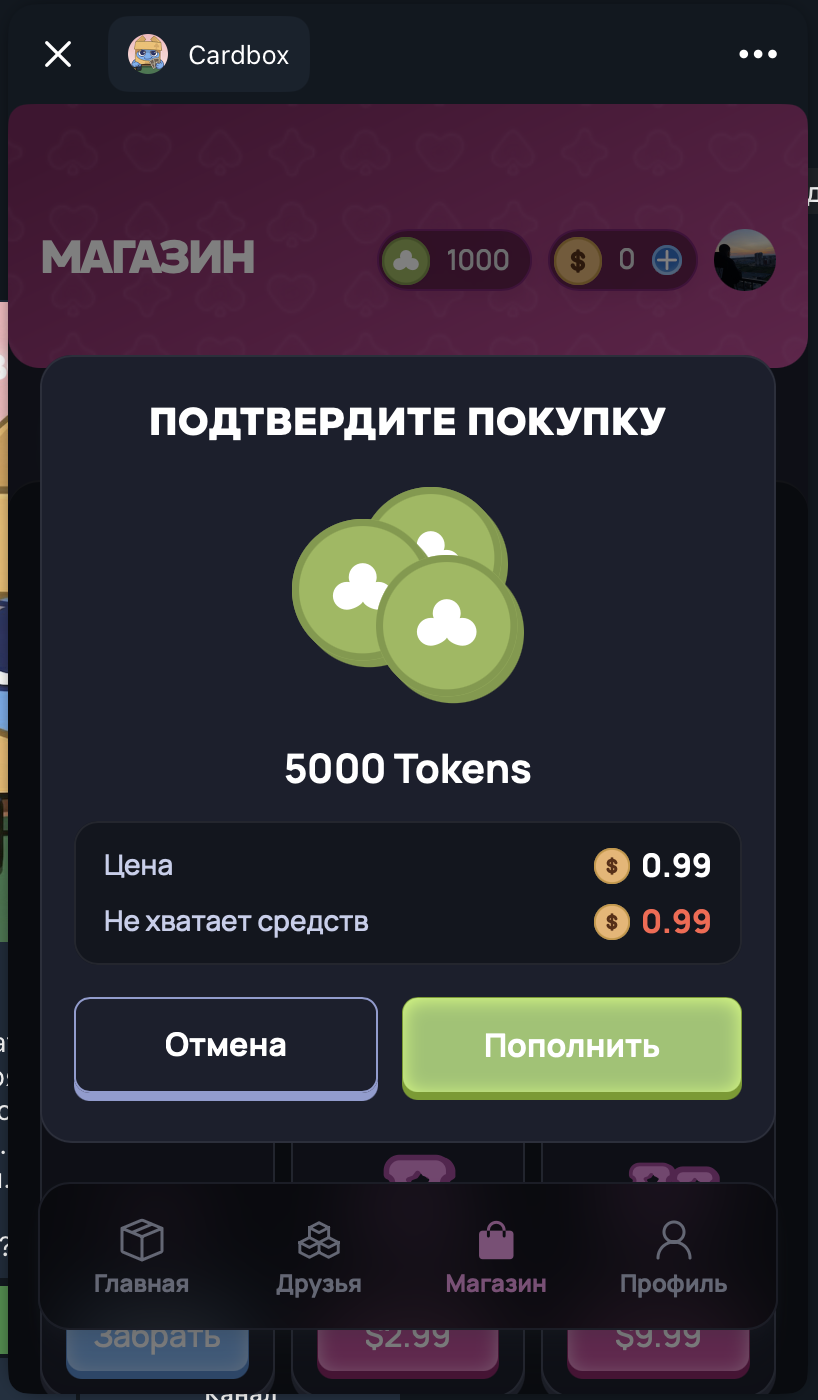 Cardbox
МАГАЗИН
1000
$ 0
ПОДТВЕРДИТЕ ПОКУПКУ
5000 Tokens
Цена $ 0.99
Не хватает средств $ 0.99
Отмена Пополнить
Главная Друзья Магазин Профиль
Забрать $2.99 $9.99
Канал